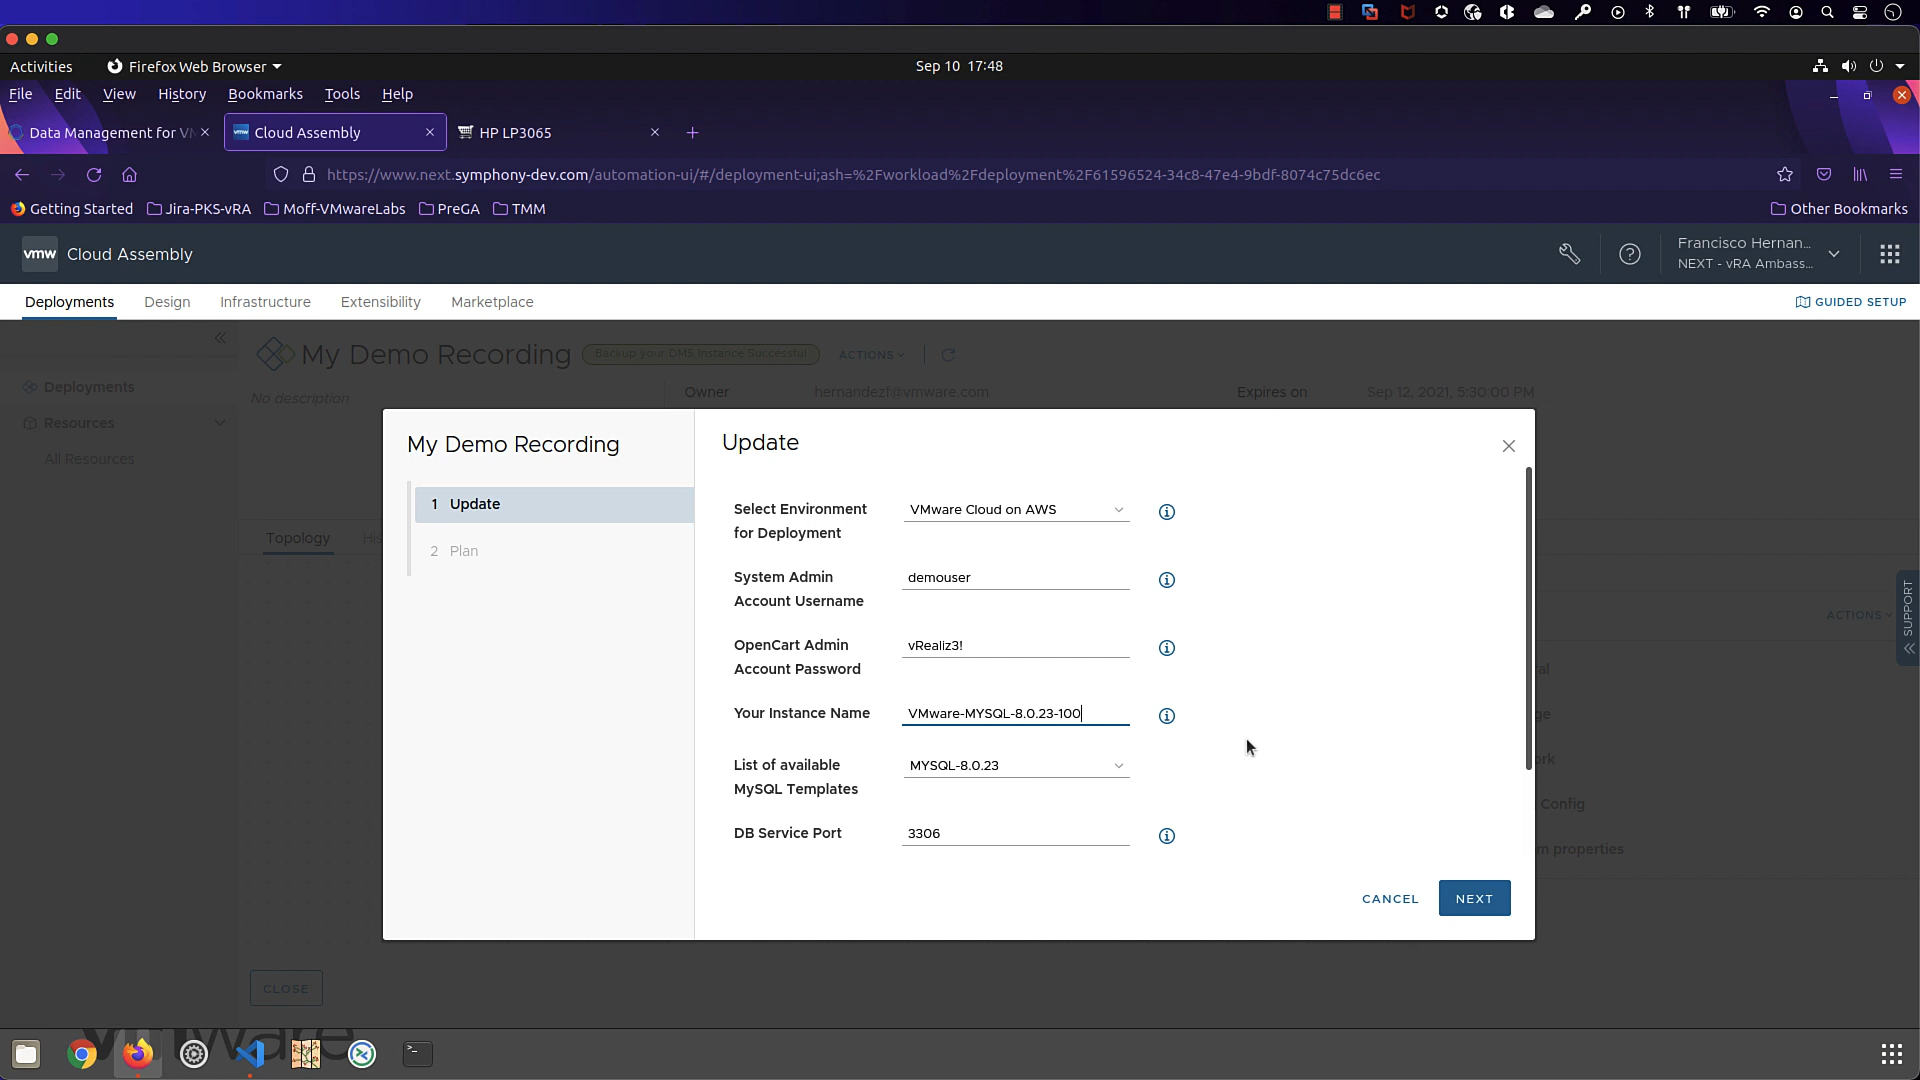 Activities
Firefox Web Browser
Sep 10 17:48
File Edit View History Bookmarks Tools Help
Data Management for VM
vmw Cloud Assembly
HP LP3065
https://www.next.symphony-dev.com/automation-ui/#/deployment-ui;ash=%2Fworkload%2Fdeployment%2F61596524-34c8-47e4-9bdf-8074c75dc6ec
Getting Started Jira-PKS-vRA Moff-VMwareLabs PreGA TMM Other Bookmarks
vmw Cloud Assembly
Francisco Hernan...
NEXT - vRA Ambass...
Deployments Design Infrastructure Extensibility Marketplace
GUIDED SETUP
My Demo Recording
Backup your DMS Instance Successful
ACTIONS
Deployments
No description
Owner hernandezf@vmware.com
Expires on Sep 12, 2021, 5:30:00 PM
Resources
All Resources
Topology His
My Demo Recording
1 Update
2 Plan
Update
Select Environment
for Deployment
VMware Cloud on AWS
System Admin
Account Username
demouser
OpenCart Admin
Account Password
vRealiz3!
Your Instance Name
VMware-MYSQL-8.0.23-100
List of available
MySQL Templates
MYSQL-8.0.23
DB Service Port
3306
CANCEL
NEXT
ACTIONS
SUPPORT
al
ge
rk
Config
m properties
CLOSE
vmware